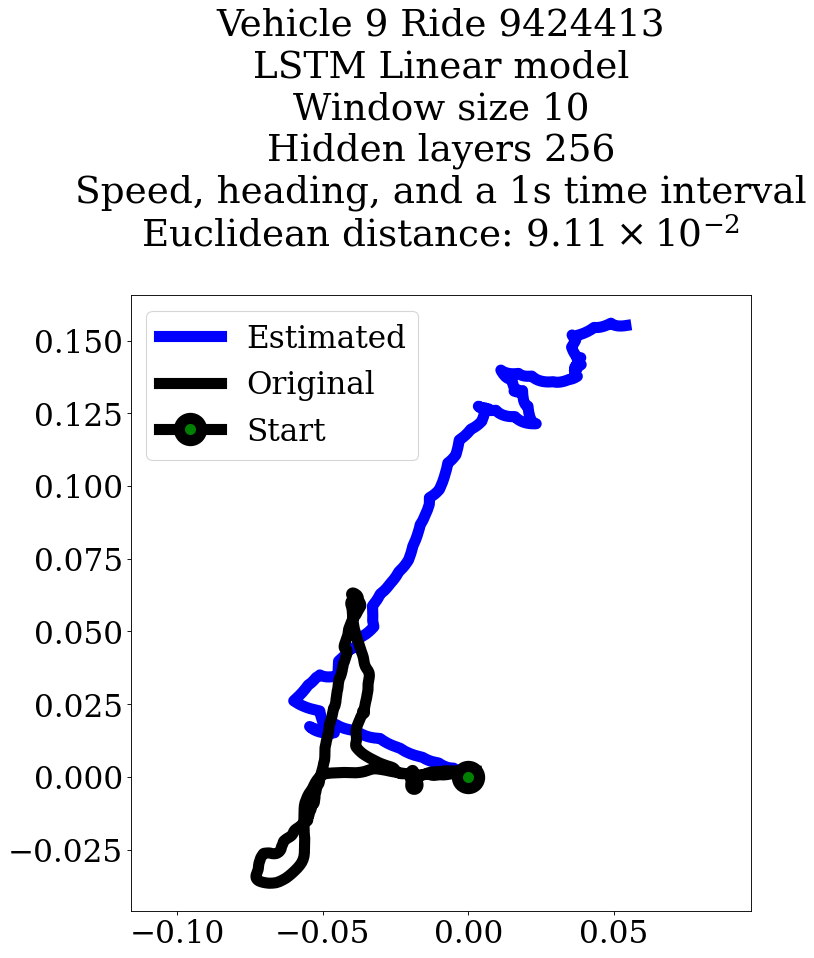 Vehicle 9 Ride 9424413
LSTM Linear model
Window size 10
Hidden layers 256
Speed, heading, and a 1s time interval
Euclidean distance: 9.11 × 10⁻²
Estimated
Original
Start
0.150
0.125
0.100
0.075
0.050
0.025
0.000
−0.025
−0.10 −0.05 0.00 0.05